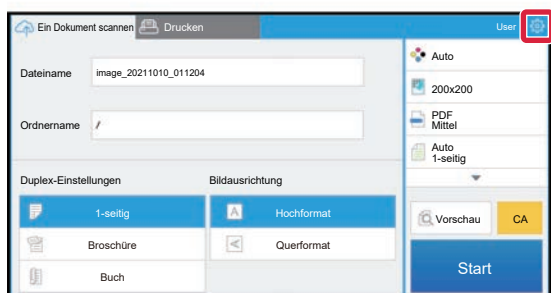 Ein Dokument scannen
Drucken
User
Dateiname
image_20211010_011204
Ordnername
/
Duplex-Einstellungen
Bildausrichtung
1-seitig
A
Hochformat
Broschüre
A
Querformat
Buch
Auto
200x200
PDF
Mittel
Auto
1-seitig
Vorschau
CA
Start